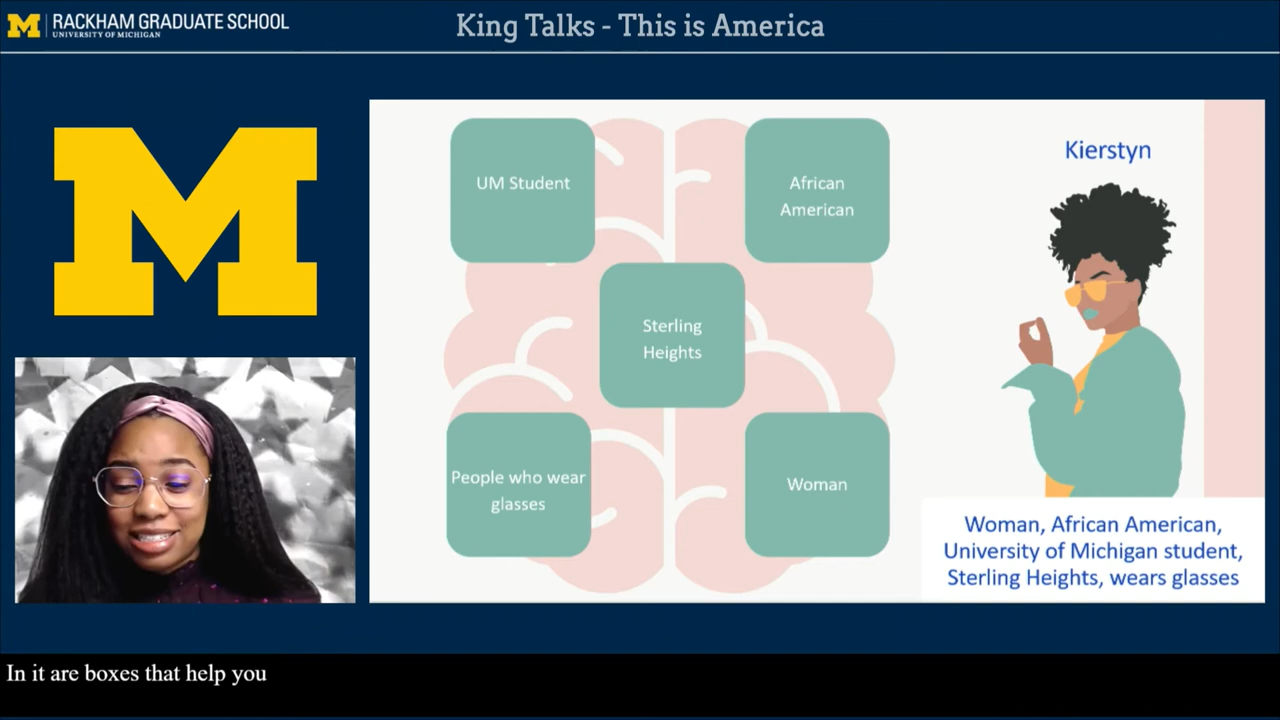 RACKHAM GRADUATE SCHOOL
UNIVERSITY OF MICHIGAN
King Talks - This is America
UM Student
African
American
Sterling
Heights
People who wear
glasses
Woman
Kierstyn
Woman, African American,
University of Michigan student,
Sterling Heights, wears glasses
In it are boxes that help you